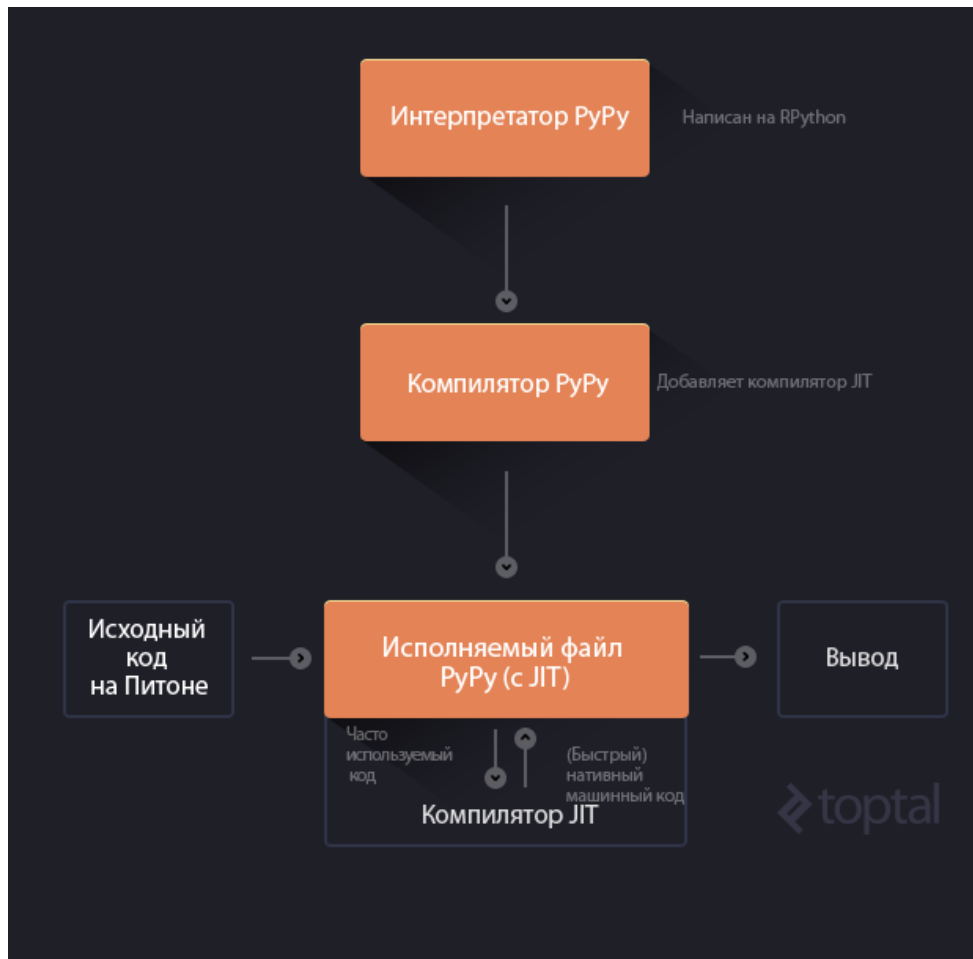 Интерпретатор PyPy
Написан на RPython
Компилятор PyPy
Добавляет компилятор JIT
Исходный
код
на Питоне
Исполняемый файл
PyPy (с JIT)
Вывод
Часто
используемый
код
(Быстрый)
нативный
машинный код
Компилятор JIT
toptal